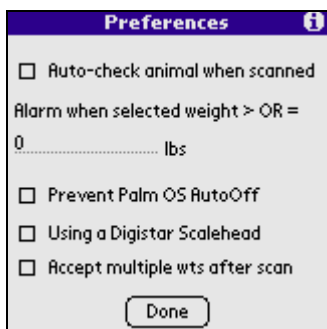 Preferences i
Auto-check animal when scanned
Alarm when selected weight > OR =
0 lbs
Prevent Palm OS AutoOff
Using a Digistar Scalehead
Accept multiple wts after scan
Done